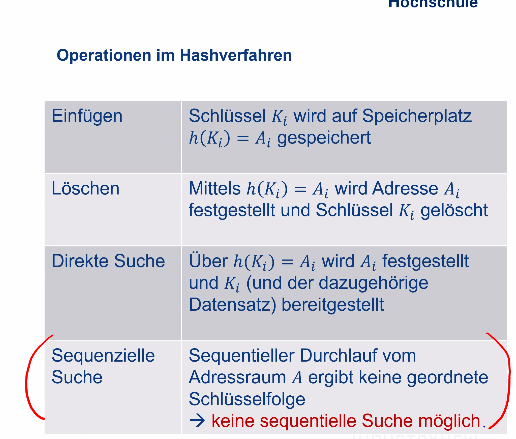 Hochschule
Operationen im Hashverfahren
Einfügen
Schlüssel K_i wird auf Speicherplatz
h(K_i) = A_i gespeichert
Löschen
Mittels h(K_i) = A_i wird Adresse A_i
festgestellt und Schlüssel K_i gelöscht
Direkte Suche
Über h(K_i) = A_i wird A_i festgestellt
und K_i (und der dazugehörige
Datensatz) bereitgestellt
Sequenzielle
Suche
Sequentieller Durchlauf vom
Adressraum A ergibt keine geordnete
Schlüsselfolge
→ keine sequentielle Suche möglich.